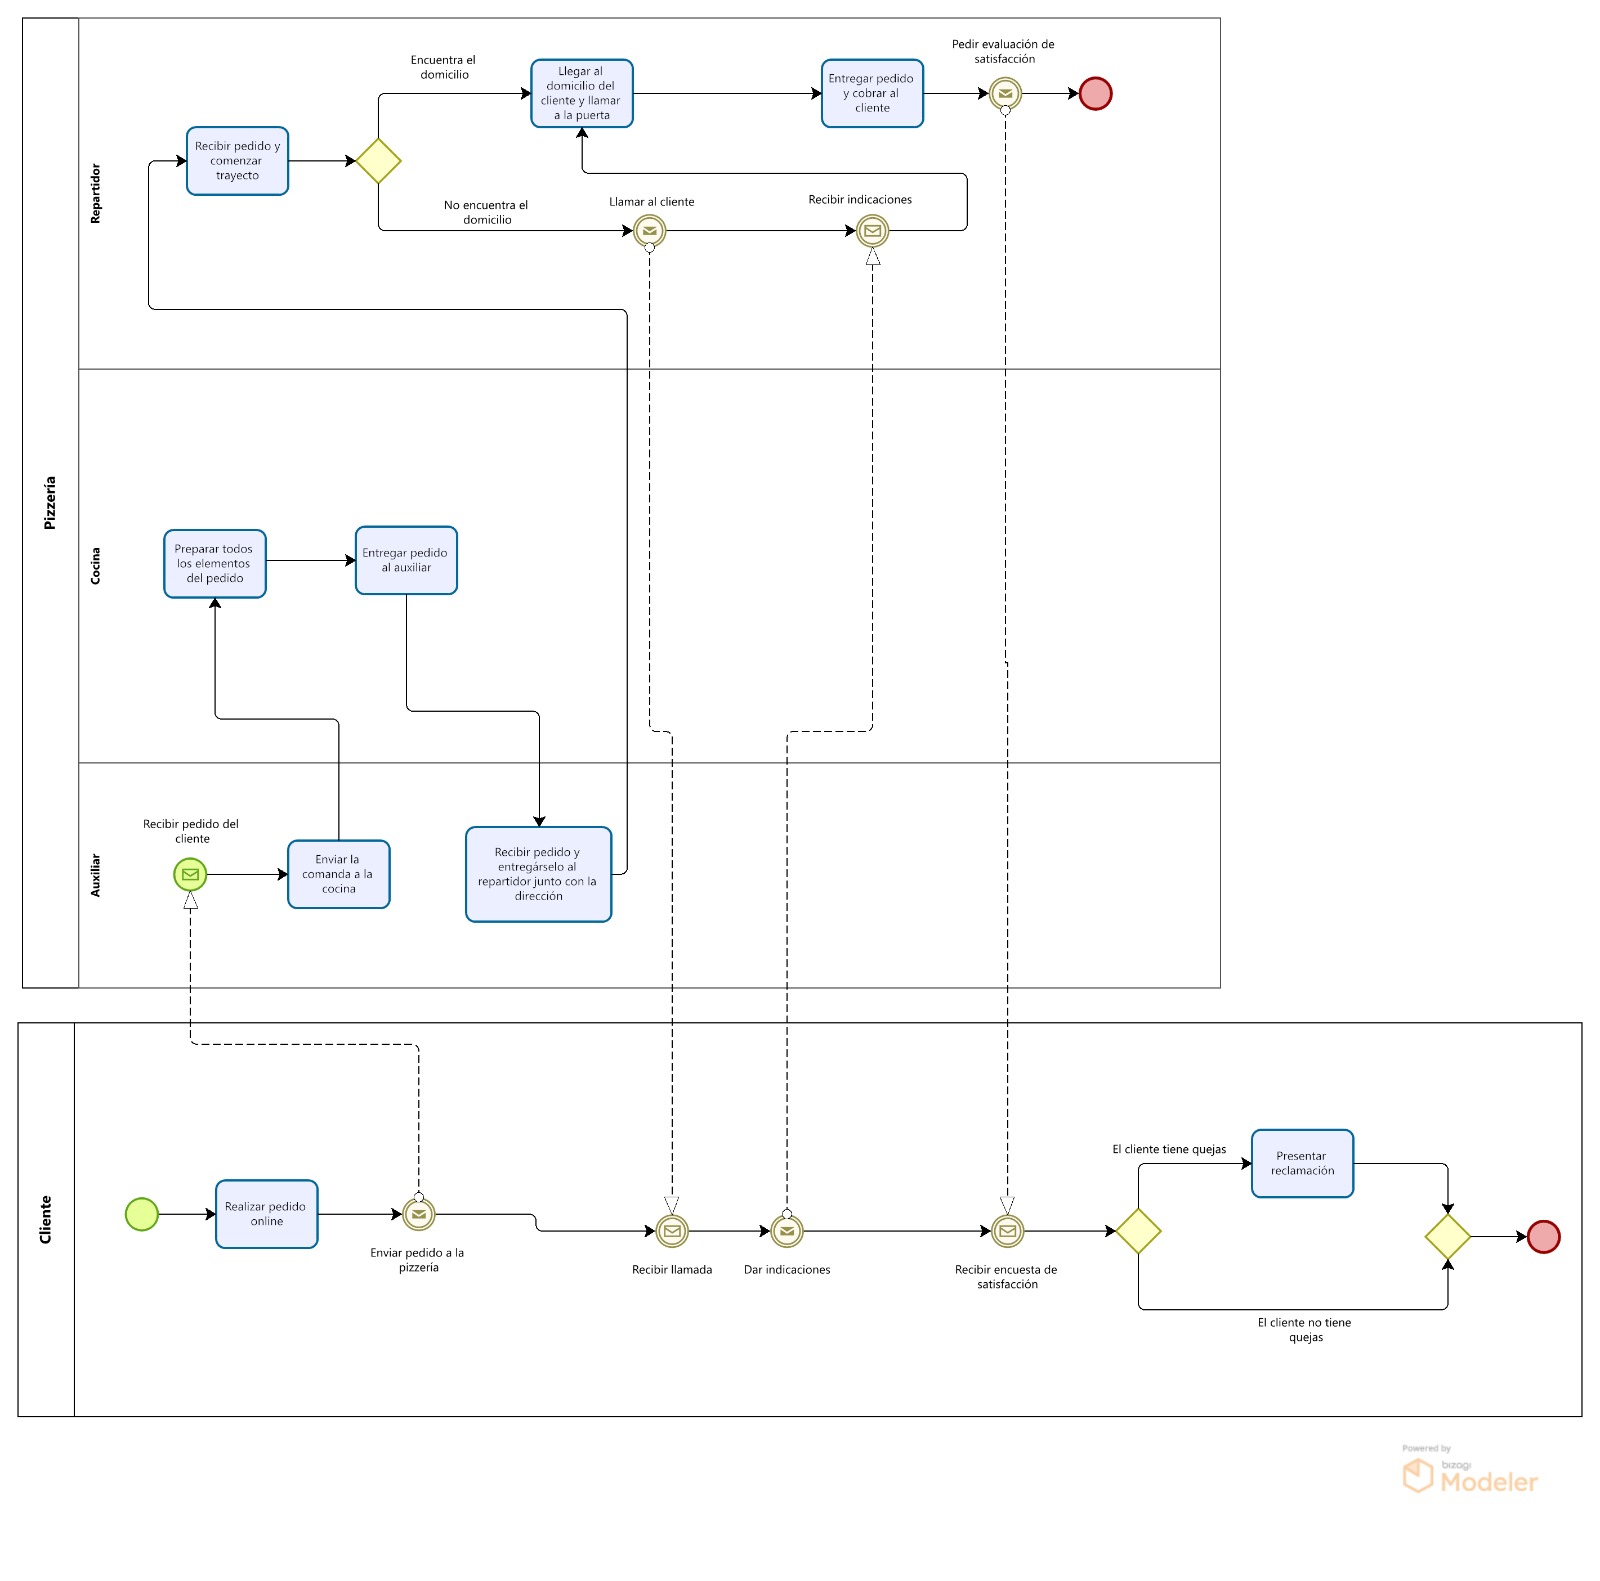 Pizzería
Repartidor
Encuentra el
domicilio
Llegar al
domicilio del
cliente y llamar
a la puerta
Entregar pedido
y cobrar al
cliente
Pedir evaluación de
satisfacción
Recibir pedido y
comenzar
trayecto
No encuentra el
domicilio
Llamar al cliente
Recibir indicaciones
Cocina
Preparar todos
los elementos
del pedido
Entregar pedido
al auxiliar
Auxiliar
Recibir pedido del
cliente
Enviar la
comanda a la
cocina
Recibir pedido y
entregárselo al
repartidor junto con la
dirección
Cliente
Realizar pedido
online
Enviar pedido a la
pizzería
Recibir llamada
Dar indicaciones
Recibir encuesta de
satisfacción
El cliente tiene quejas
Presentar
reclamación
El cliente no tiene
quejas
Powered by
bizagi
Modeler